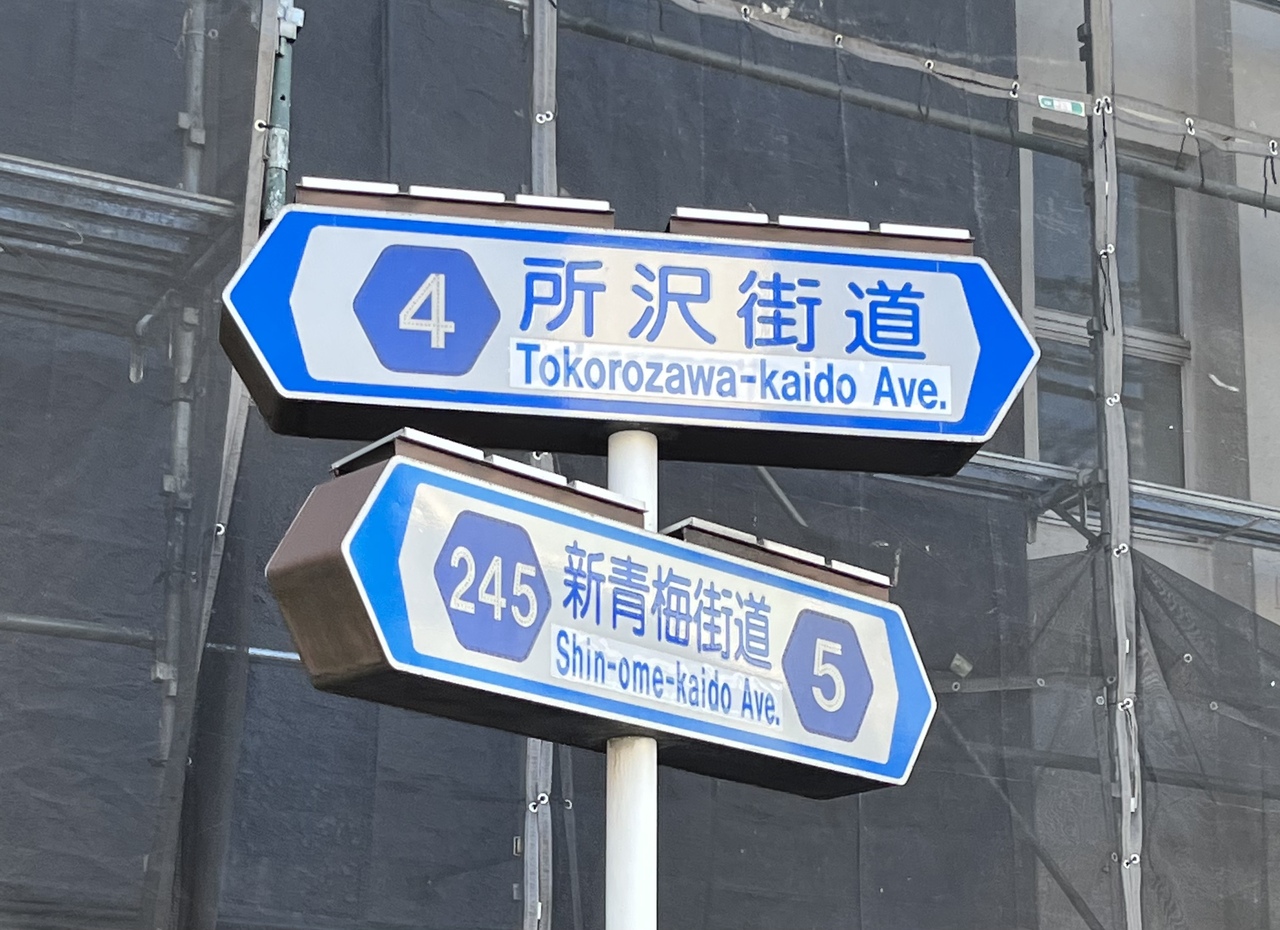 4 所沢街道
Tokorozawa-kaido Ave.
245 新青梅街道 5
Shin-ome-kaido Ave.